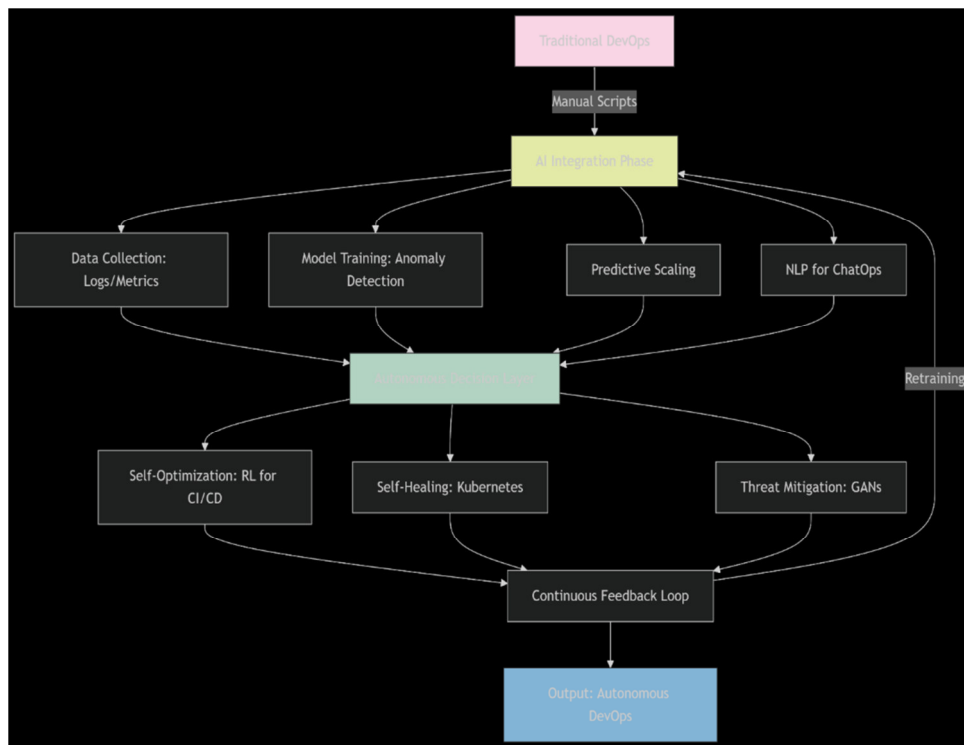 Traditional DevOps
Manual Scripts
AI Integration Phase
Data Collection:
Logs/Metrics
Model Training: Anomaly
Detection
Predictive Scaling
NLP for ChatOps
Retraining
Self-Optimization: RL for
CI/CD
Self-Healing: Kubernetes
Threat Mitigation: GANs
Continuous Feedback Loop
Output: Autonomous
DevOps